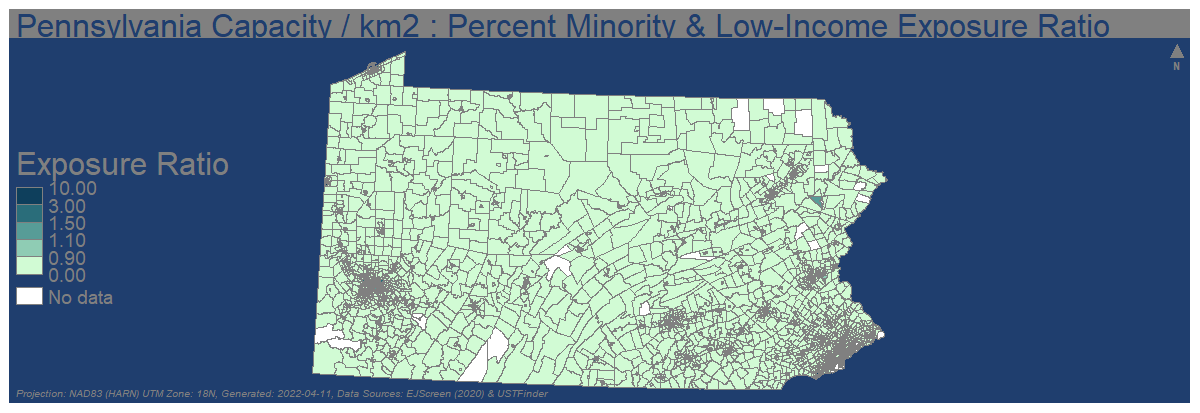 Pennsylvania Capacity / km2 : Percent Minority & Low-Income Exposure Ratio
N
Exposure Ratio
10.00
3.00
1.50
1.10
0.90
0.00
No data
Projection: NAD83 (HARN) UTM Zone: 18N, Generated: 2022-04-11, Data Sources: EJScreen (2020) & USTFinder